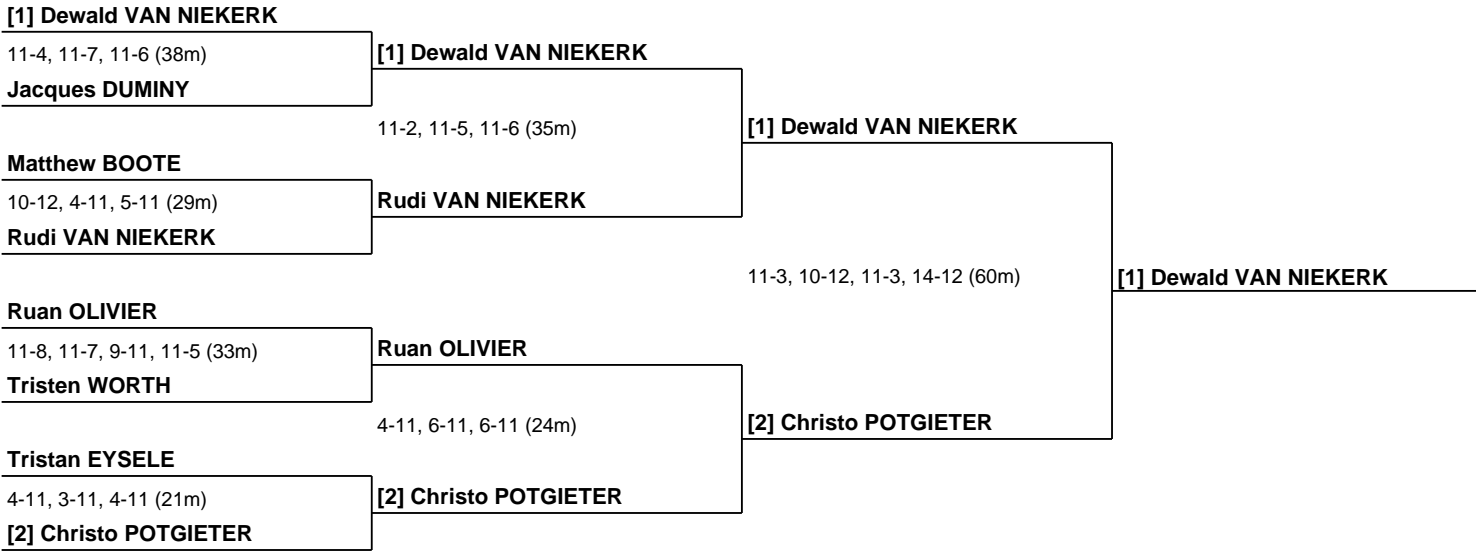 [1] Dewald VAN NIEKERK
11-4, 11-7, 11-6 (38m)
[1] Dewald VAN NIEKERK
Jacques DUMINY
11-2, 11-5, 11-6 (35m)
[1] Dewald VAN NIEKERK
Matthew BOOTE
10-12, 4-11, 5-11 (29m)
Rudi VAN NIEKERK
Rudi VAN NIEKERK
11-3, 10-12, 11-3, 14-12 (60m)
[1] Dewald VAN NIEKERK
Ruan OLIVIER
11-8, 11-7, 9-11, 11-5 (33m)
Ruan OLIVIER
Tristen WORTH
4-11, 6-11, 6-11 (24m)
[2] Christo POTGIETER
Tristan EYSELE
4-11, 3-11, 4-11 (21m)
[2] Christo POTGIETER
[2] Christo POTGIETER